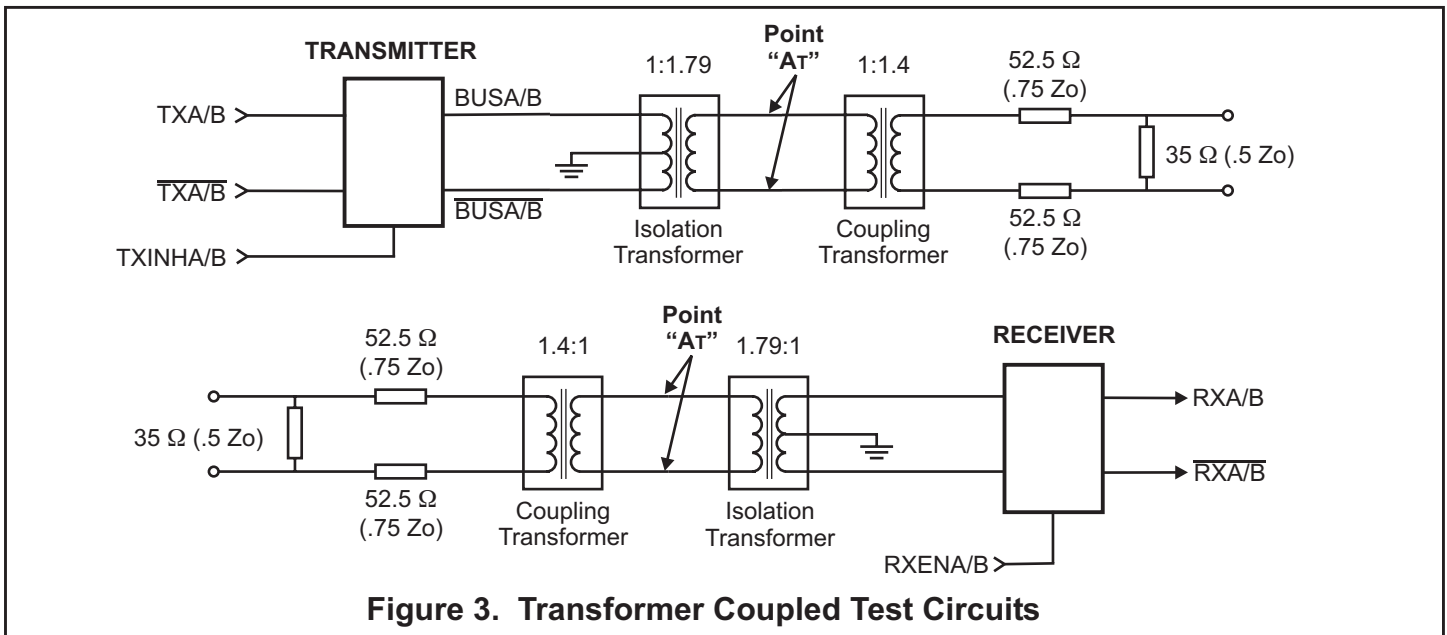 TRANSMITTER
Point
“AT”
1:1.79
1:1.4
52.5 Ω
(.75 Zo)
TXA/B
BUSA/B
35 Ω (.5 Zo)
T̅X̅A̅/̅B̅
B̅U̅S̅A̅/̅B̅
52.5 Ω
(.75 Zo)
TXINHA/B
Isolation
Transformer
Coupling
Transformer
52.5 Ω
(.75 Zo)
Point
“AT”
1.4:1
1.79:1
RECEIVER
RXA/B
35 Ω (.5 Zo)
R̅X̅A̅/̅B̅
52.5 Ω
(.75 Zo)
Coupling
Transformer
Isolation
Transformer
RXENA/B
Figure 3. Transformer Coupled Test Circuits